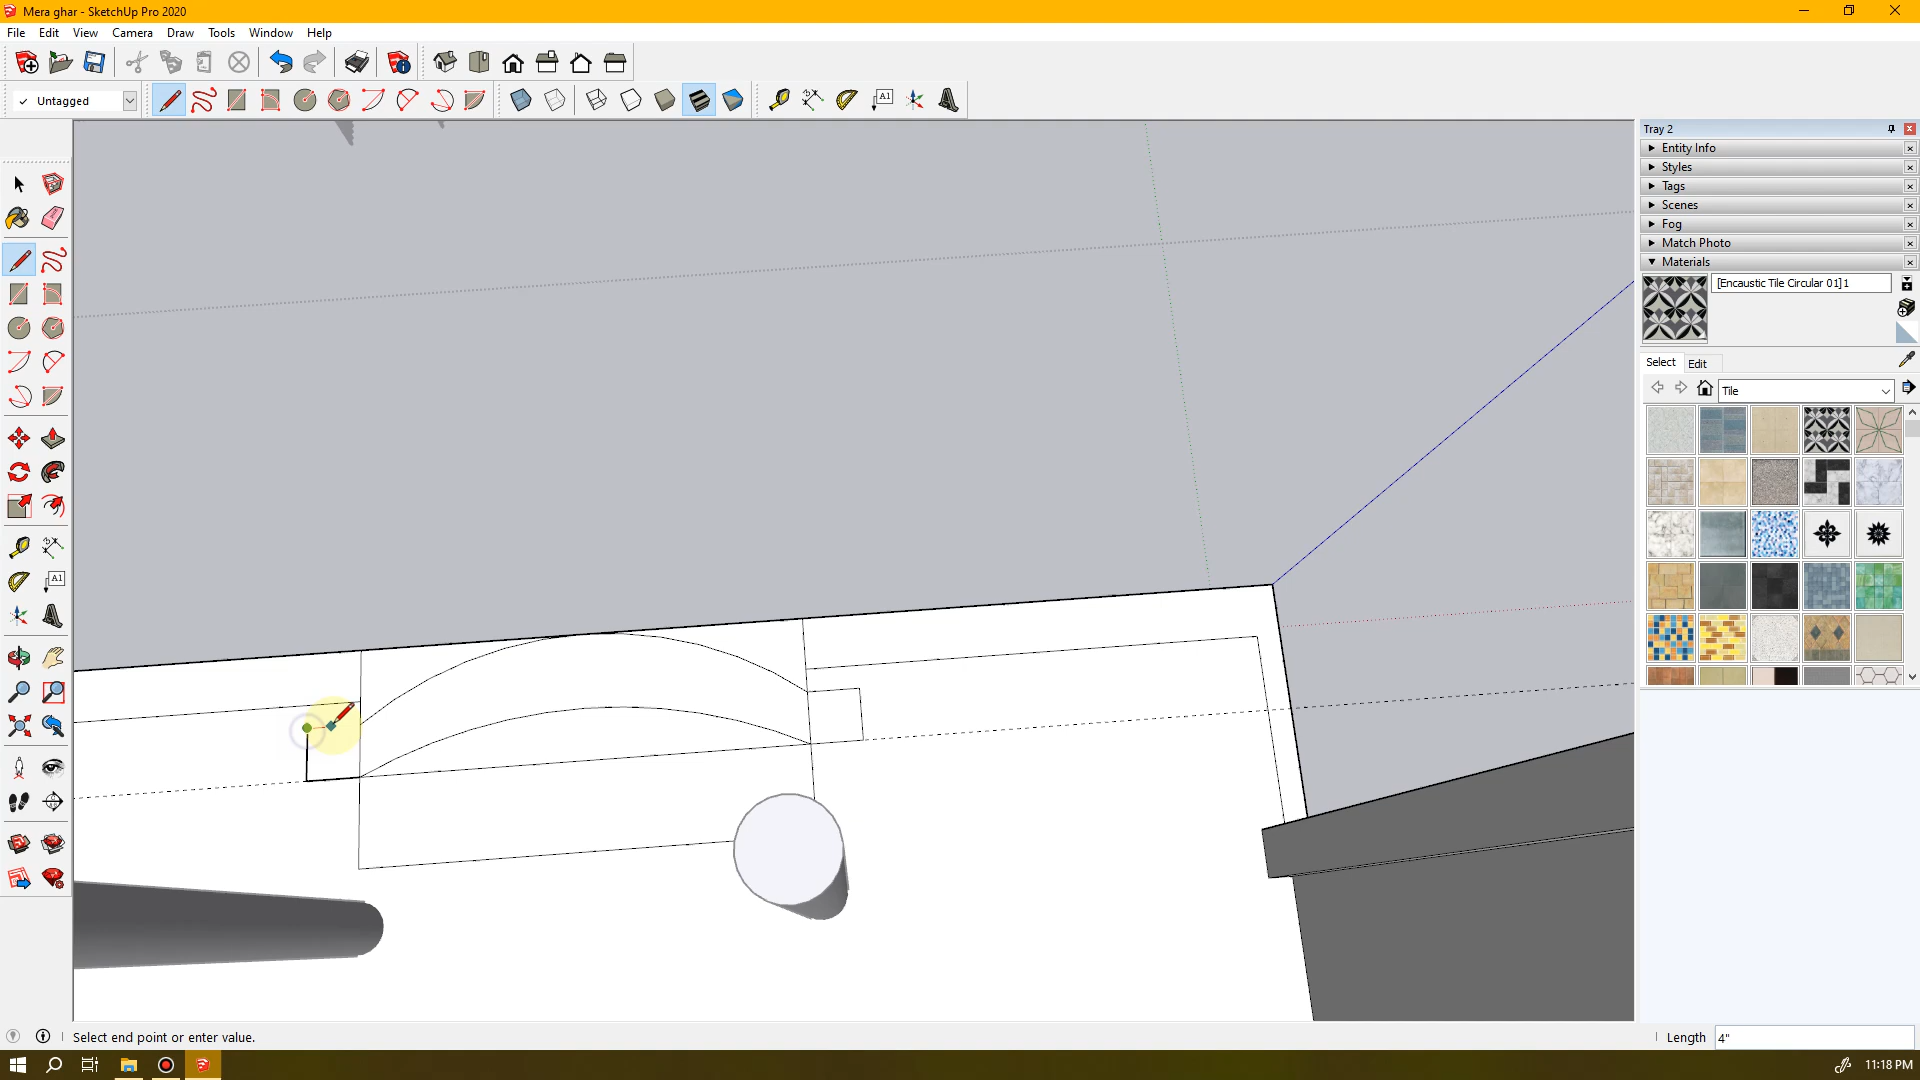 Mera ghar - SketchUp Pro 2020
File Edit View Camera Draw Tools Window Help
✓ Untagged
A1
Tray 2
Entity Info
Styles
Tags
Scenes
Fog
Match Photo
Materials
[Encaustic Tile Circular 01]1
Select Edit
Tile
A1
Select end point or enter value.
Length 4"
11:18 PM